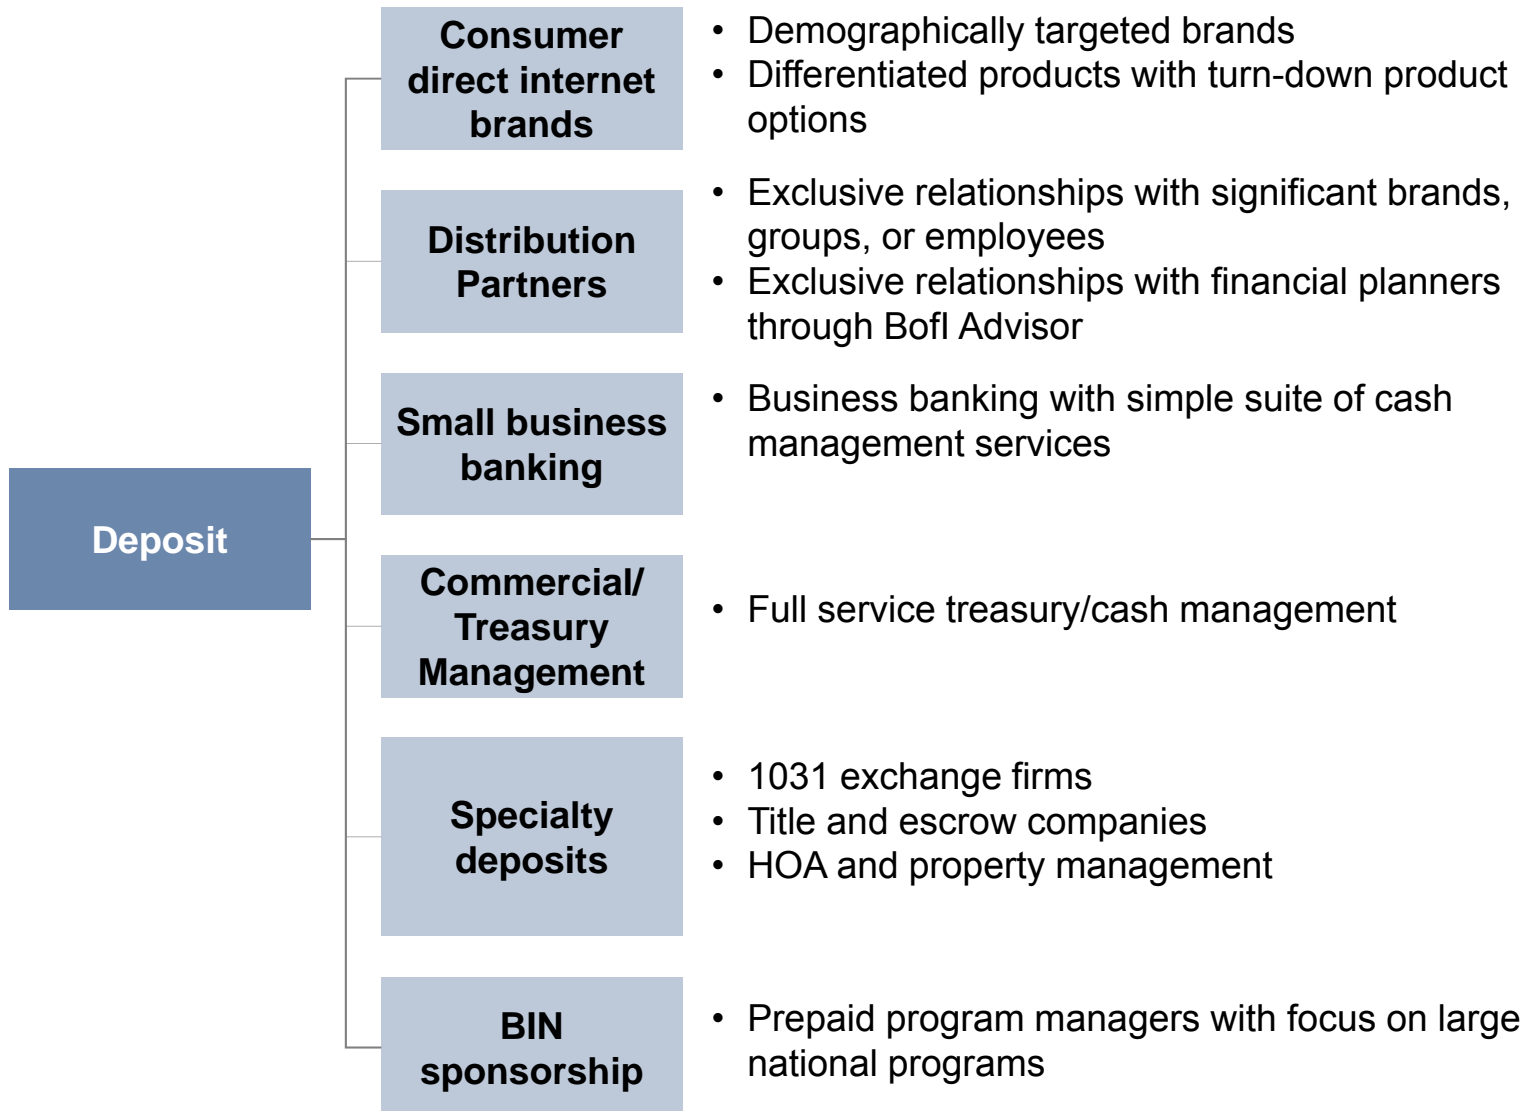 Consumer
direct internet
brands
• Demographically targeted brands
• Differentiated products with turn-down product
options
Distribution
Partners
• Exclusive relationships with significant brands,
groups, or employees
• Exclusive relationships with financial planners
through BofI Advisor
Small business
banking
• Business banking with simple suite of cash
management services
Deposit
Commercial/
Treasury
Management
• Full service treasury/cash management
Specialty
deposits
• 1031 exchange firms
• Title and escrow companies
• HOA and property management
BIN
sponsorship
• Prepaid program managers with focus on large
national programs